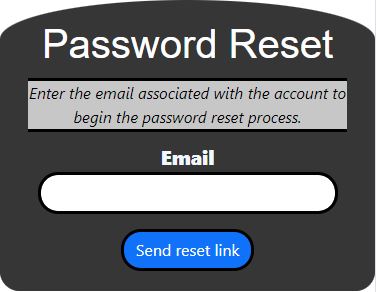 Password Reset
Enter the email associated with the account to
begin the password reset process.
Email
Send reset link